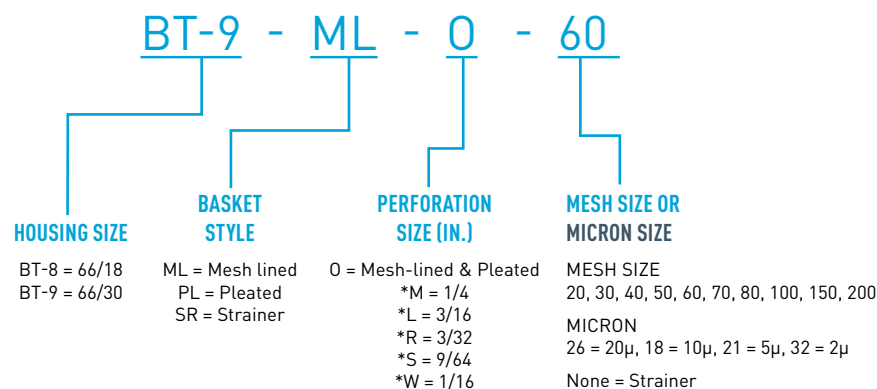 BT-9 - ML - O - 60
HOUSING SIZE
BT-8 = 66/18
BT-9 = 66/30
BASKET
STYLE
ML = Mesh lined
PL = Pleated
SR = Strainer
PERFORATION
SIZE (IN.)
O = Mesh-lined & Pleated
*M = 1/4
*L = 3/16
*R = 3/32
*S = 9/64
*W = 1/16
MESH SIZE OR
MICRON SIZE
MESH SIZE
20, 30, 40, 50, 60, 70, 80, 100, 150, 200
MICRON
26 = 20µ, 18 = 10µ, 21 = 5µ, 32 = 2µ
None = Strainer